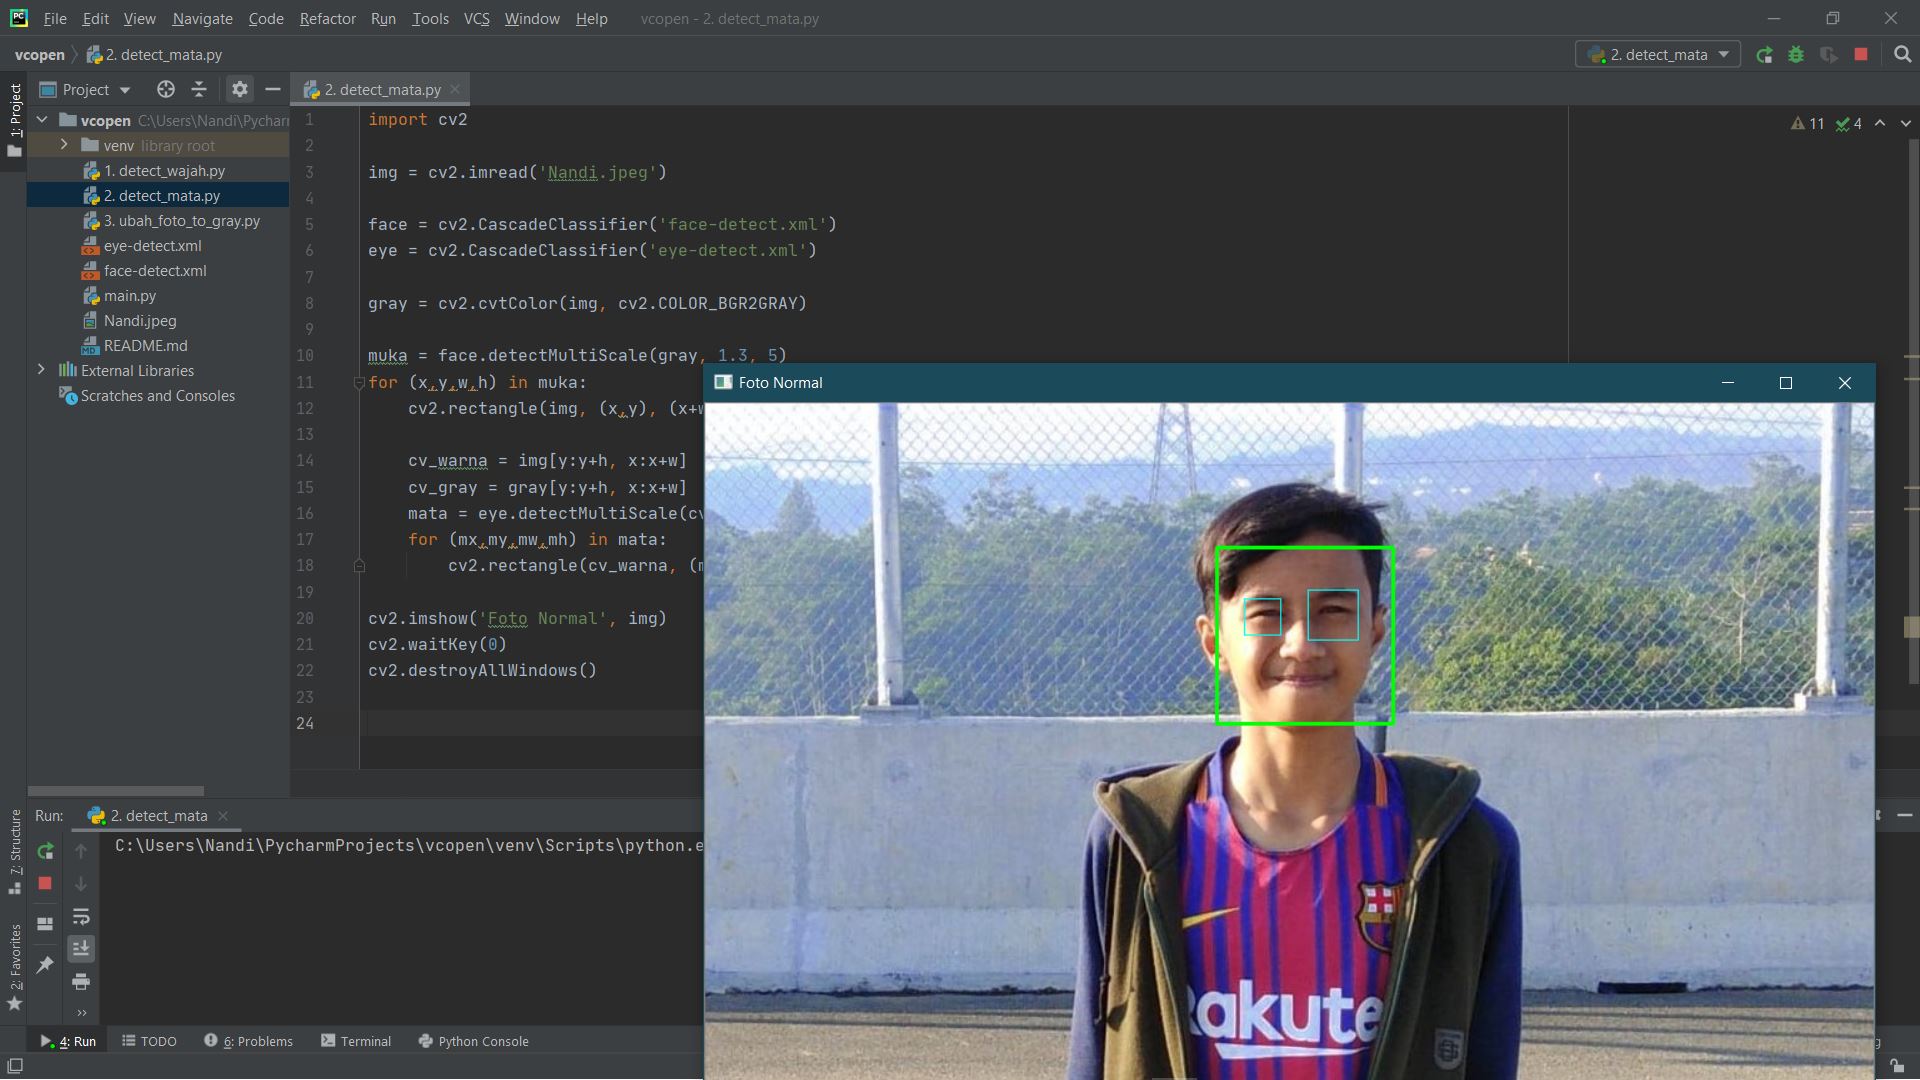 File Edit View Navigate Code Refactor Run Tools VCS Window Help vcopen - 2. detect_mata.py
vcopen 2. detect_mata.py 2. detect_mata
1: Project
Project
2. detect_mata.py
vcopen C:\Users\Nandi\Pycharm
venv library root
1. detect_wajah.py
2. detect_mata.py
3. ubah_foto_to_gray.py
eye-detect.xml
face-detect.xml
main.py
Nandi.jpeg
README.md
External Libraries
Scratches and Consoles
11 4
1 import cv2
2
3 img = cv2.imread('Nandi.jpeg')
4
5 face = cv2.CascadeClassifier('face-detect.xml')
6 eye = cv2.CascadeClassifier('eye-detect.xml')
7
8 gray = cv2.cvtColor(img, cv2.COLOR_BGR2GRAY)
9
10 muka = face.detectMultiScale(gray, 1.3, 5)
11 for (x,y,w,h) in muka:
12 cv2.rectangle(img, (x,y), (x+w
13
14 cv_warna = img[y:y+h, x:x+w]
15 cv_gray = gray[y:y+h, x:x+w]
16 mata = eye.detectMultiScale(cv
17 for (mx,my,mw,mh) in mata:
18 cv2.rectangle(cv_warna, (m
19
20 cv2.imshow('Foto Normal', img)
21 cv2.waitKey(0)
22 cv2.destroyAllWindows()
23
24
Foto Normal
Rakute
7: Structure
2: Favorites
Run: 2. detect_mata
C:\Users\Nandi\PycharmProjects\vcopen\venv\Scripts\python.e
4: Run TODO 6: Problems Terminal Python Console